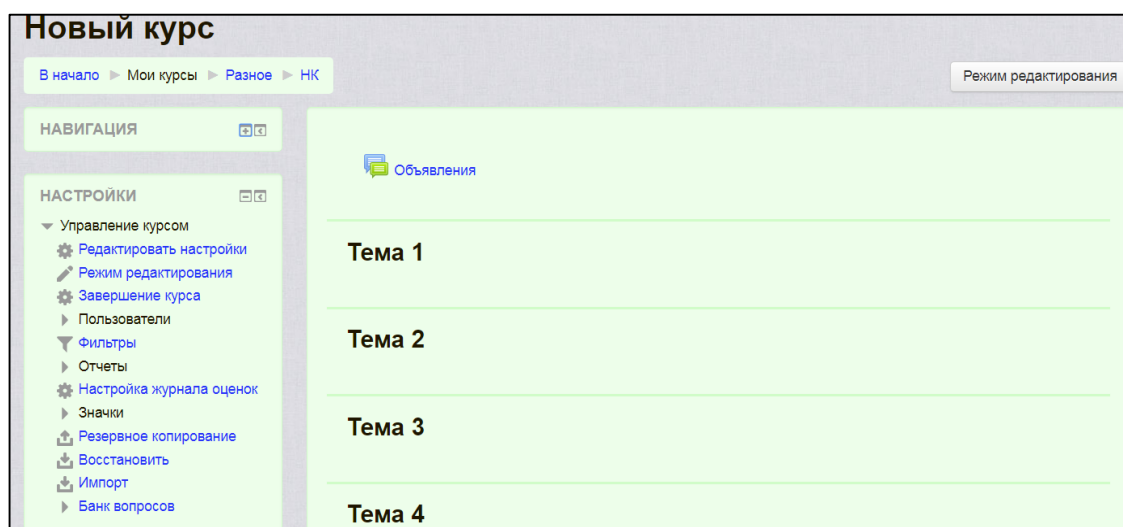 Новый курс
В начало ▶ Мои курсы ▶ Разное ▶ НК
Режим редактирования
НАВИГАЦИЯ
НАСТРОЙКИ
Управление курсом
Редактировать настройки
Режим редактирования
Завершение курса
Пользователи
Фильтры
Отчеты
Настройка журнала оценок
Значки
Резервное копирование
Восстановить
Импорт
Банк вопросов
Объявления
Тема 1
Тема 2
Тема 3
Тема 4